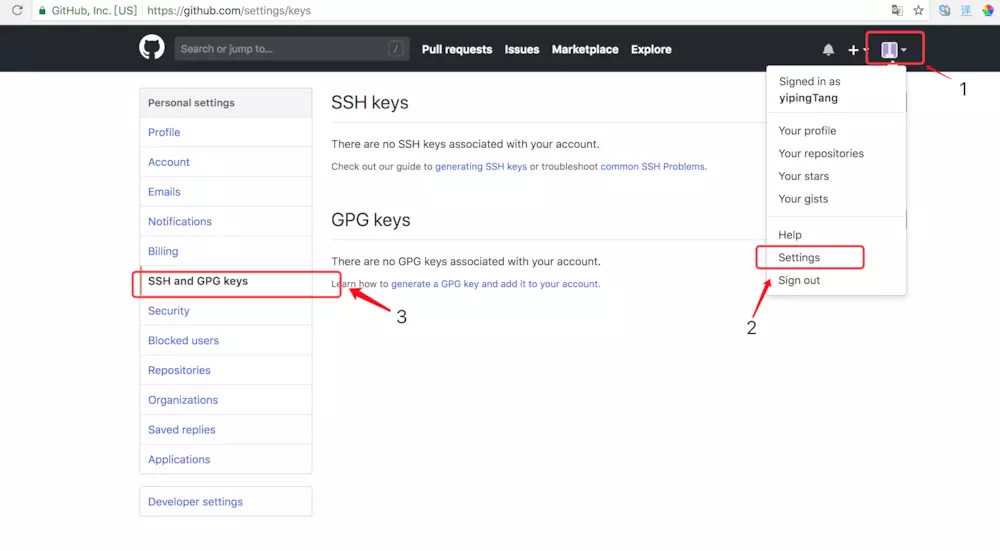 GitHub, Inc. [US]
https://github.com/settings/keys
洋
Search or jump to...
/
Pull requests
Issues
Marketplace
Explore
1
Signed in as
yipingTang
Your profile
Your repositories
Your stars
Your gists
Help
Settings
Sign out
2
Personal settings
Profile
Account
Emails
Notifications
Billing
SSH and GPG keys
Security
Blocked users
Repositories
Organizations
Saved replies
Applications
Developer settings
3
SSH keys
There are no SSH keys associated with your account.
Check out our guide to generating SSH keys or troubleshoot common SSH Problems.
GPG keys
There are no GPG keys associated with your account.
Learn how to generate a GPG key and add it to your account.